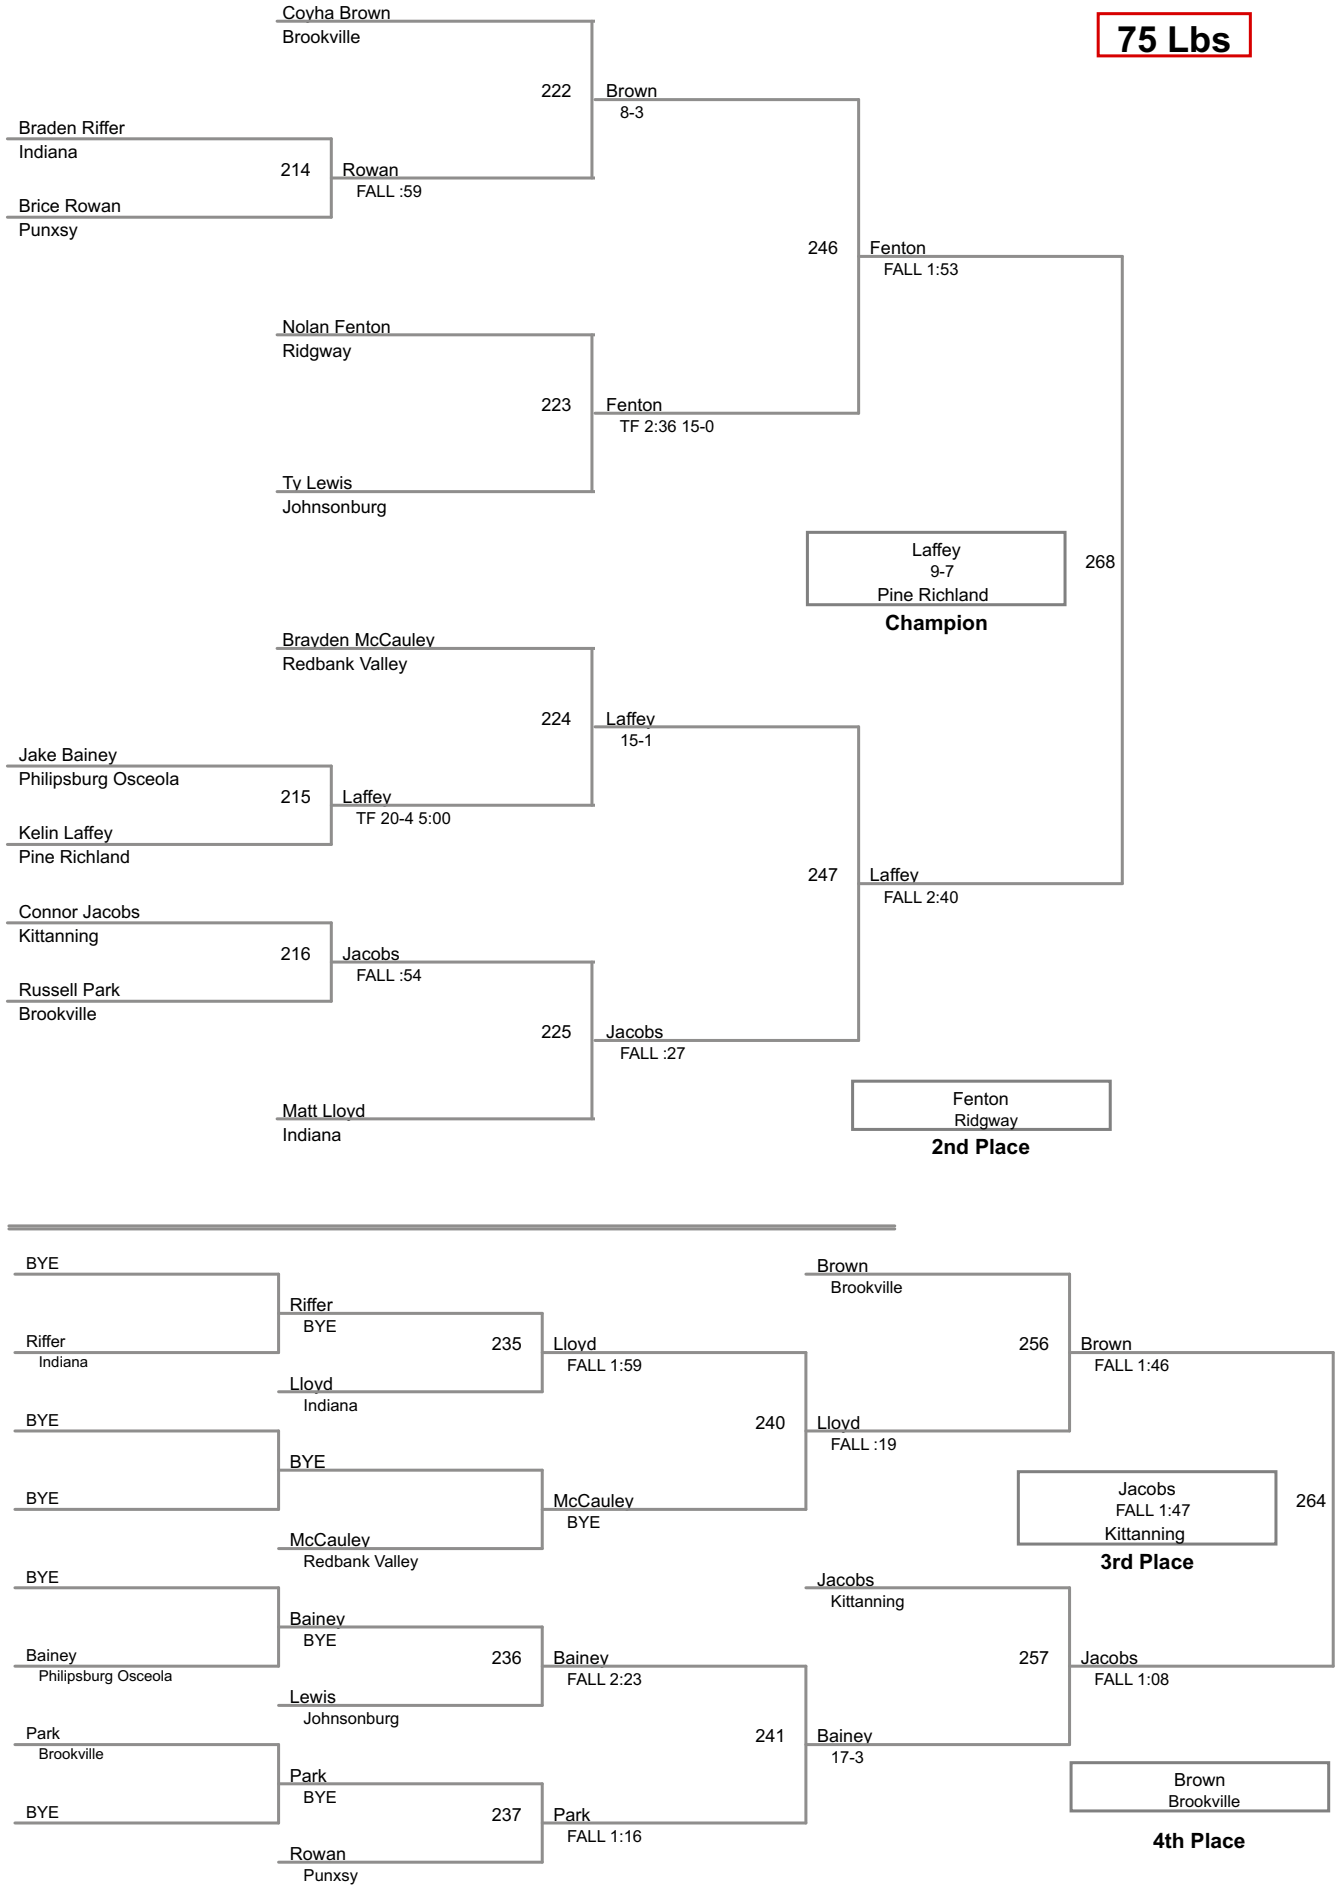 75 Lbs
Coyha Brown
Brookville
222
Brown
8-3
Braden Riffer
Indiana
214
Rowan
FALL :59
Brice Rowan
Punxsy
246
Fenton
FALL 1:53
Nolan Fenton
Ridgway
223
Fenton
TF 2:36 15-0
Ty Lewis
Johnsonburg
Laffey
9-7
Pine Richland
Champion
268
Brayden McCauley
Redbank Valley
224
Laffey
15-1
Jake Bainey
Philipsburg Osceola
215
Laffey
TF 20-4 5:00
Kelin Laffey
Pine Richland
247
Laffey
FALL 2:40
Connor Jacobs
Kittanning
216
Jacobs
FALL :54
Russell Park
Brookville
225
Jacobs
FALL :27
Matt Lloyd
Indiana
Fenton
Ridgway
2nd Place
BYE
Riffer
BYE
Riffer
Indiana
235
Lloyd
FALL 1:59
Lloyd
Indiana
Brown
Brookville
256
Brown
FALL 1:46
BYE
BYE
BYE
240
Lloyd
FALL :19
McCauley
BYE
McCauley
Redbank Valley
Jacobs
FALL 1:47
Kittanning
3rd Place
264
BYE
Bainey
BYE
Bainey
Philipsburg Osceola
236
Bainey
FALL 2:23
Lewis
Johnsonburg
Jacobs
Kittanning
257
Jacobs
FALL 1:08
Park
Brookville
Park
BYE
BYE
241
Bainey
17-3
237
Park
FALL 1:16
Rowan
Punxsy
Brown
Brookville
4th Place